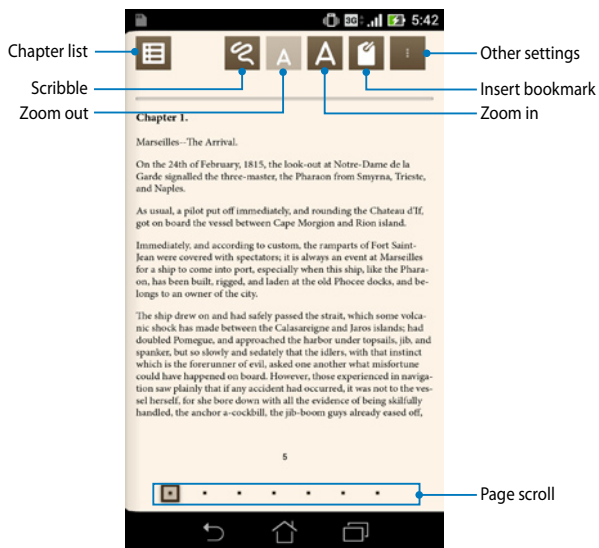 3G 5:42
Chapter list
Other settings
Scribble
Insert bookmark
Zoom out
Zoom in
A
A
Chapter 1.
Marseilles--The Arrival.
On the 24th of February, 1815, the look-out at Notre-Dame de la
Garde signalled the three-master, the Pharaon from Smyrna, Trieste,
and Naples.
As usual, a pilot put off immediately, and rounding the Chateau d'If,
got on board the vessel between Cape Morgion and Rion island.
Immediately, and according to custom, the ramparts of Fort Saint-
Jean were covered with spectators; it is always an event at Marseilles
for a ship to come into port, especially when this ship, like the Phara-
on, has been built, rigged, and laden at the old Phocee docks, and be-
longs to an owner of the city.
The ship drew on and had safely passed the strait, which some volca-
nic shock has made between the Calasareigne and Jaros islands; had
doubled Pomegue, and approached the harbor under topsails, jib, and
spanker, but so slowly and sedately that the idlers, with that instinct
which is the forerunner of evil, asked one another what misfortune
could have happened on board. However, those experienced in naviga-
tion saw plainly that if any accident had occurred, it was not to the ves-
sel herself, for she bore down with all the evidence of being skilfully
handled, the anchor a-cockbill, the jib-boom guys already eased off,
5
Page scroll